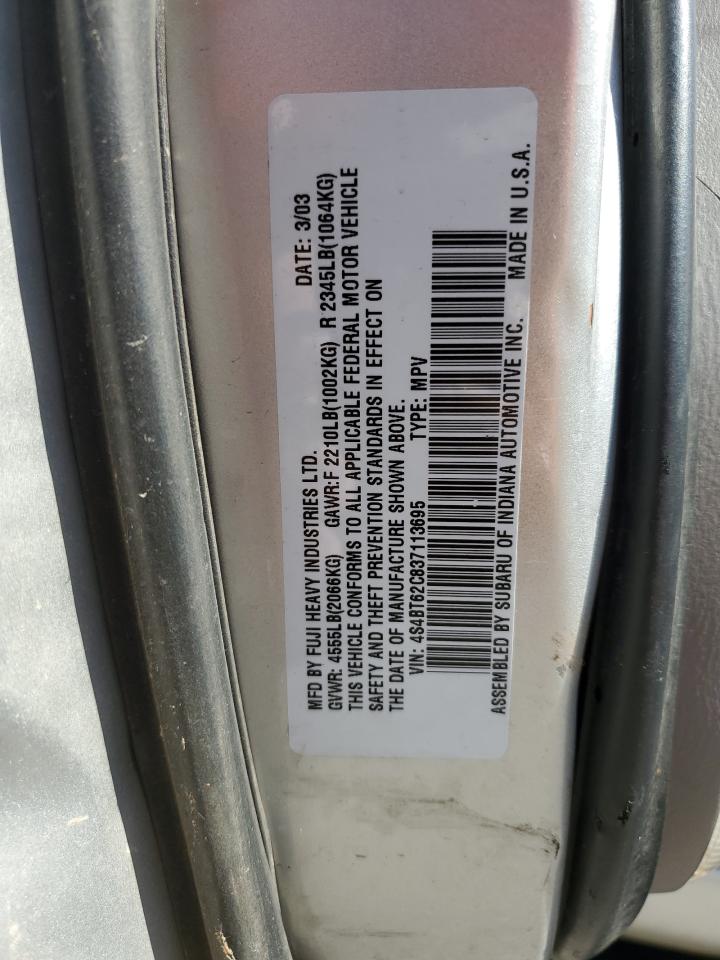 MFD BY FUJI HEAVY INDUSTRIES LTD. DATE: 3/03
GVWR: 4555LB(2066KG) GAWR:F 2210LB(1002KG) R 2345LB(1064KG)
THIS VEHICLE CONFORMS TO ALL APPLICABLE FEDERAL MOTOR VEHICLE
SAFETY AND THEFT PREVENTION STANDARDS IN EFFECT ON
THE DATE OF MANUFACTURE SHOWN ABOVE.
VIN: 4S4BT62C837113695 TYPE: MPV
ASSEMBLED BY SUBARU OF INDIANA AUTOMOTIVE INC. MADE IN U.S.A.